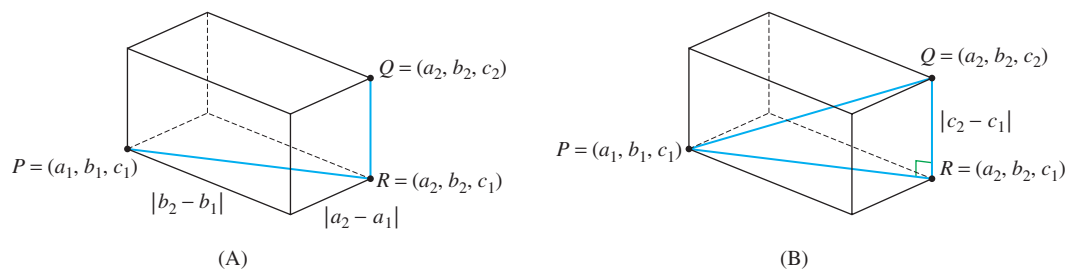 Q = (a₂, b₂, c₂)
P = (a₁, b₁, c₁)
R = (a₂, b₂, c₁)
|b₂ – b₁|
|a₂ – a₁|
(A)
Q = (a₂, b₂, c₂)
|c₂ – c₁|
P = (a₁, b₁, c₁)
R = (a₂, b₂, c₁)
(B)